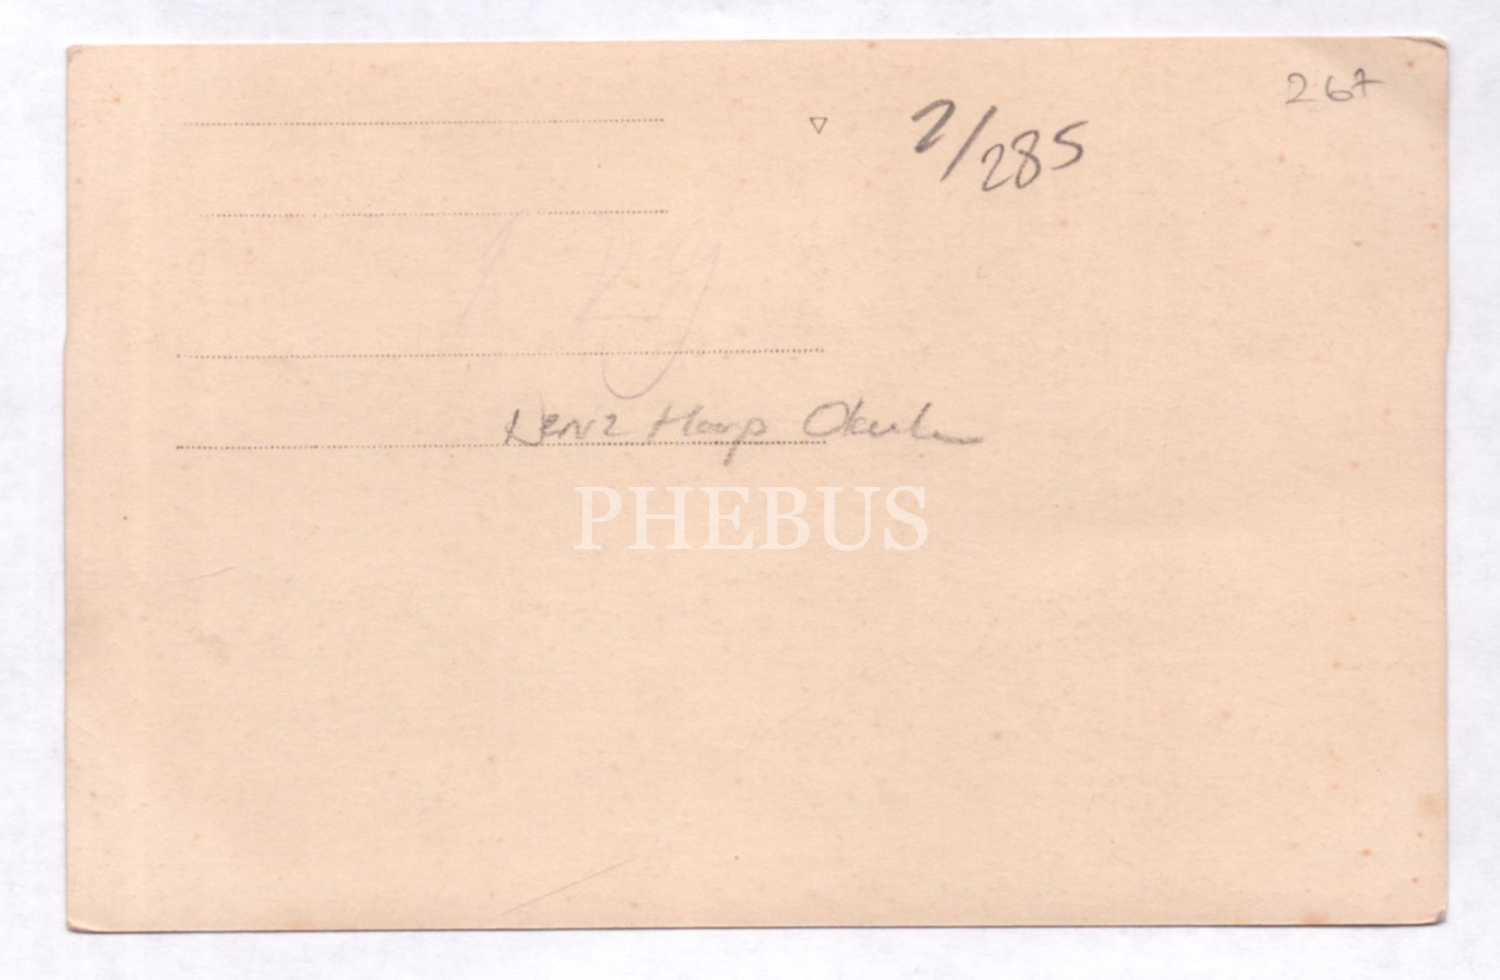 267
2/285
Deniz Harp Okulu
PHEBUS